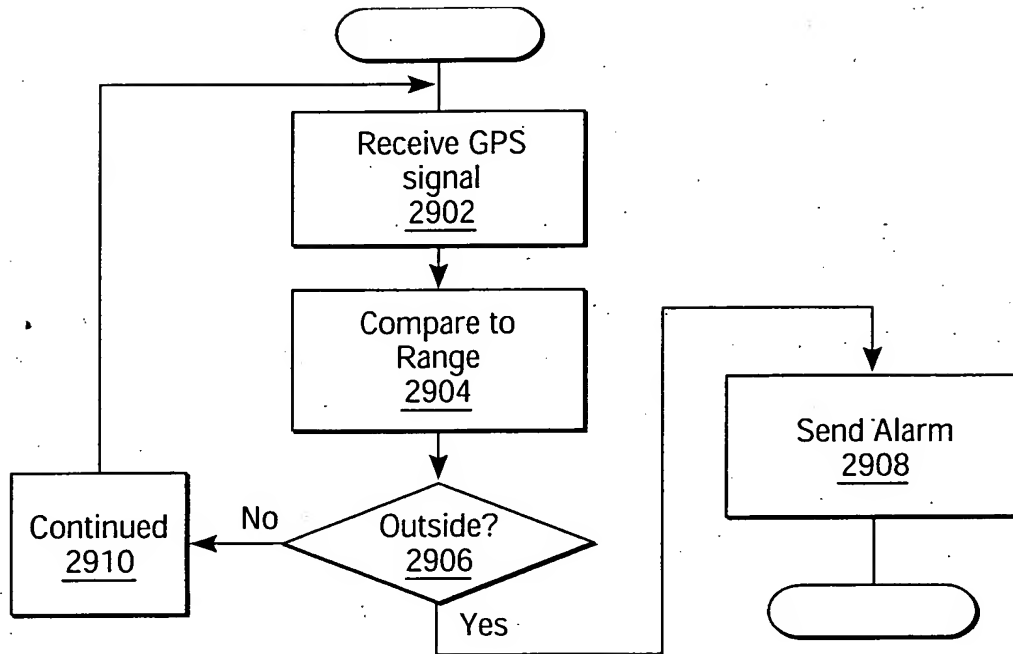 Receive GPS
signal
2902
Compare to
Range
2904
Outside?
2906
No
Continued
2910
Yes
Send Alarm
2908